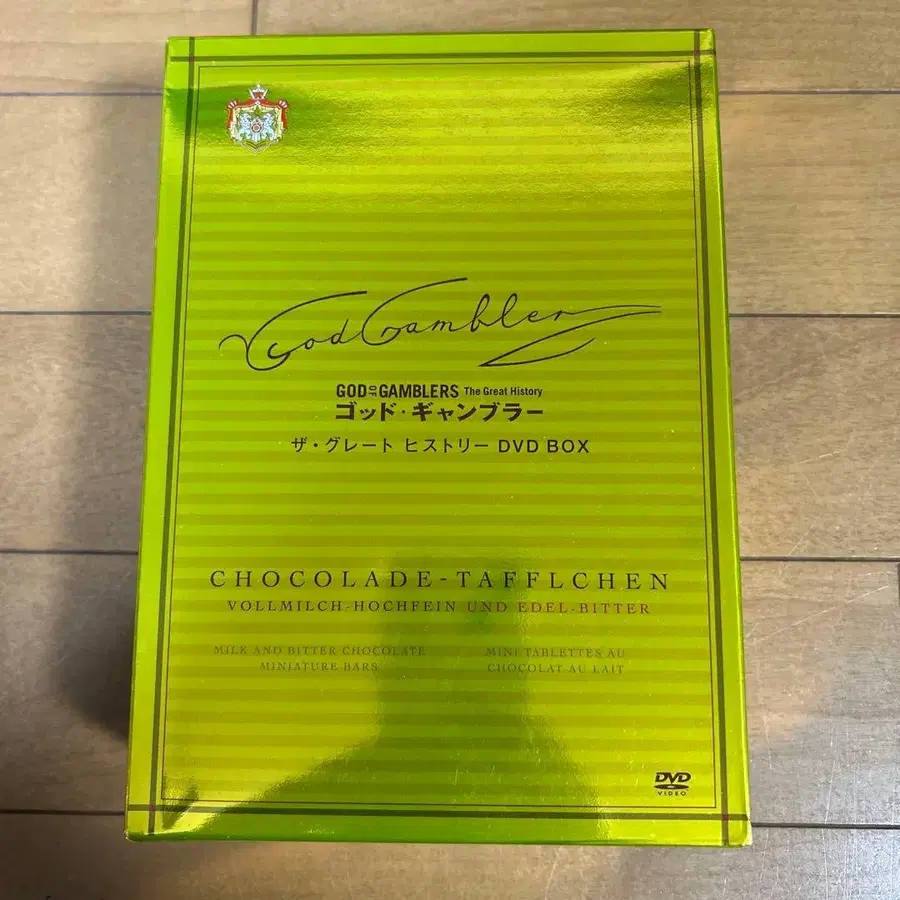 God Gambler
GOD OF GAMBLERS The Great History
ゴッド・ギャンブラー
ザ・グレート ヒストリー DVD BOX
CHOCOLADE-TAFFLCHEN
VOLLMILCH-HOCHFEIN UND EDEL-BITTER
MILK AND BITTER CHOCOLATE
MINIATURE BARS
MINI TABLETTES AU
CHOCOLAT AU LAIT
DVD
VIDEO